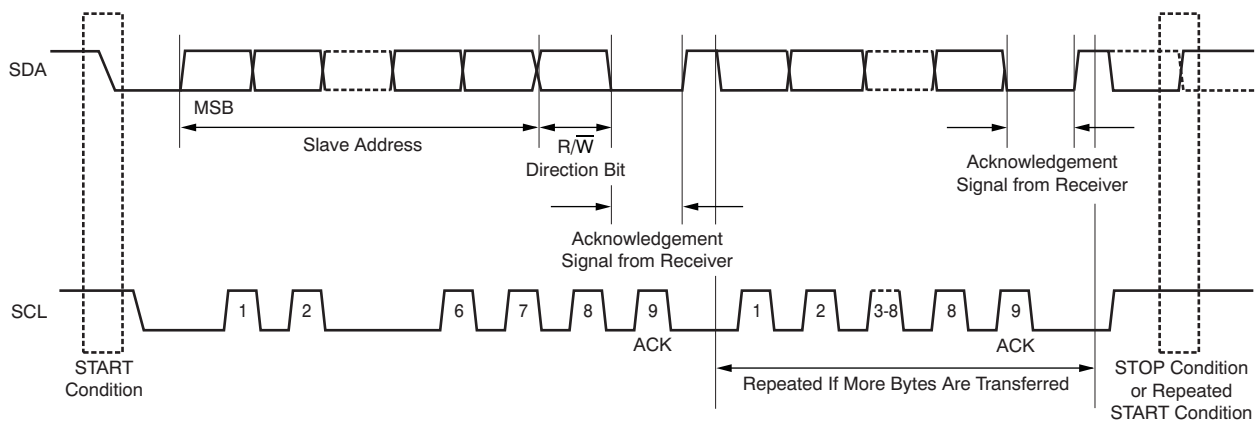 SDA
MSB
Slave Address
R/W̅
Direction Bit
Acknowledgement
Signal from Receiver
Acknowledgement
Signal from Receiver
SCL
1
2
6
7
8
9
1
2
3-8
8
9
ACK
ACK
START
Condition
Repeated If More Bytes Are Transferred
STOP Condition
or Repeated
START Condition